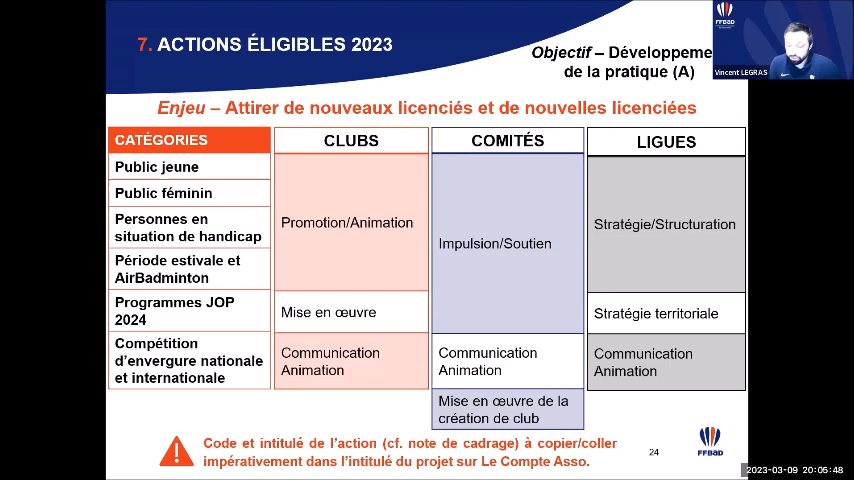 7. ACTIONS ÉLIGIBLES 2023
Objectif – Développeme
de la pratique (A)
FFBaD
Vincent LEGRAS
Enjeu – Attirer de nouveaux licenciés et de nouvelles licenciées
CATÉGORIES
CLUBS
COMITÉS
LIGUES
Public jeune
Public féminin
Personnes en
situation de handicap
Période estivale et
AirBadminton
Promotion/Animation
Impulsion/Soutien
Stratégie/Structuration
Programmes JOP
2024
Mise en œuvre
Stratégie territoriale
Compétition
d'envergure nationale
et internationale
Communication
Animation
Communication
Animation
Communication
Animation
Mise en œuvre de la
création de club
Code et intitulé de l'action (cf. note de cadrage) à copier/coller
impérativement dans l'intitulé du projet sur Le Compte Asso.
24
FFBaD
2023-03-09 20:05:48